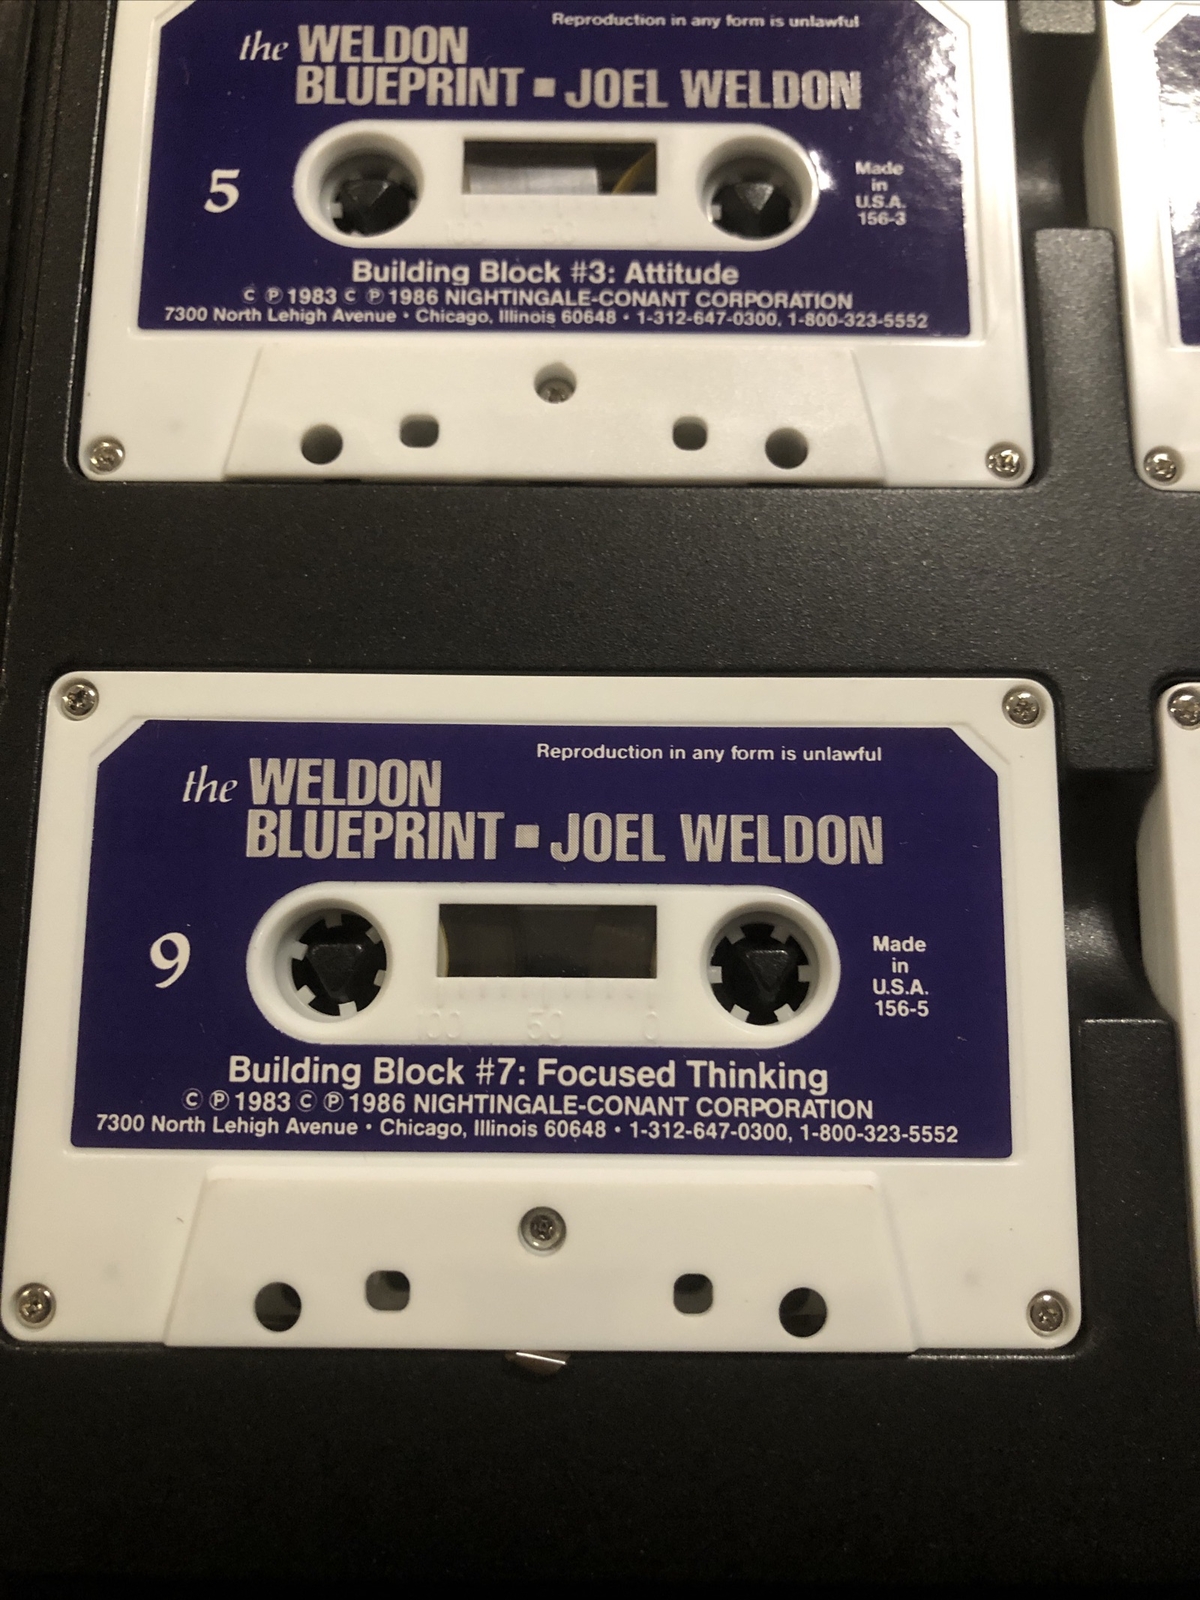 Reproduction in any form is unlawful
the WELDON
BLUEPRINT ▪ JOEL WELDON
5
Made
in
U.S.A.
156-3
Building Block #3: Attitude
Ⓒ Ⓟ 1983 Ⓒ Ⓟ 1986 NIGHTINGALE-CONANT CORPORATION
7300 North Lehigh Avenue • Chicago, Illinois 60648 • 1-312-647-0300, 1-800-323-5552
100 50 0
Reproduction in any form is unlawful
the WELDON
BLUEPRINT ▪ JOEL WELDON
9
Made
in
U.S.A.
156-5
100 50 0
Building Block #7: Focused Thinking
Ⓒ Ⓟ 1983 Ⓒ Ⓟ 1986 NIGHTINGALE-CONANT CORPORATION
7300 North Lehigh Avenue • Chicago, Illinois 60648 • 1-312-647-0300, 1-800-323-5552